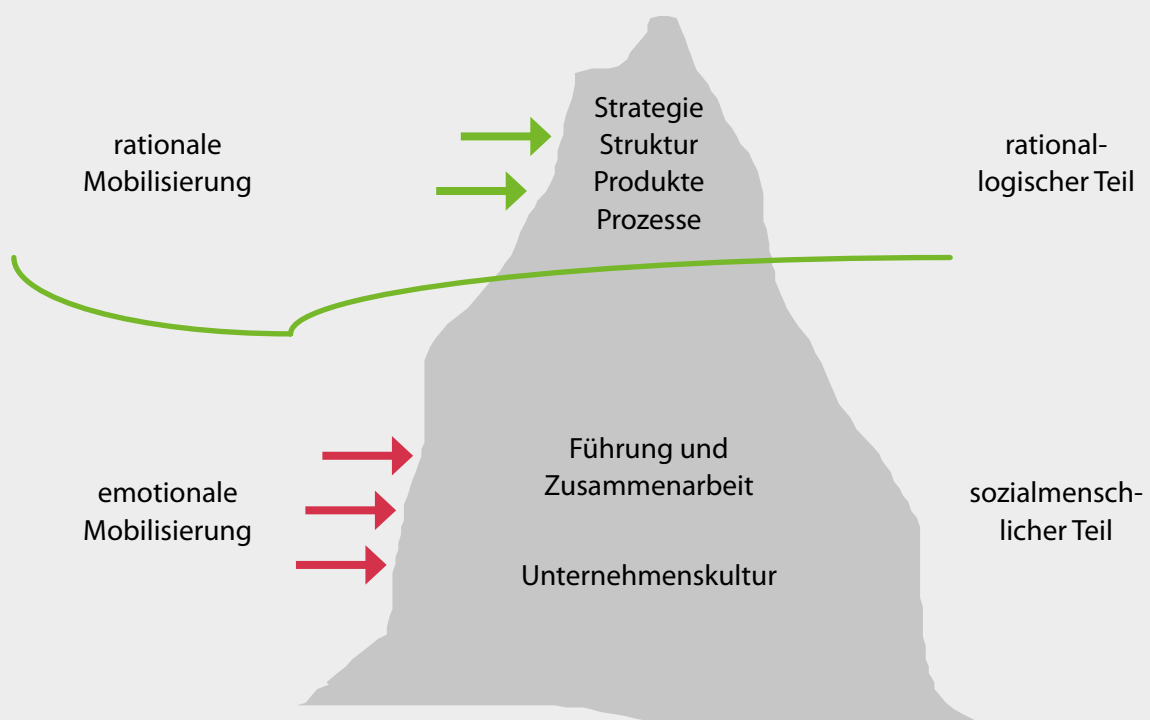 rationale
Mobilisierung
Strategie
Struktur
Produkte
Prozesse
rational-
logischer Teil
emotionale
Mobilisierung
Führung und
Zusammenarbeit
Unternehmenskultur
sozialmensch-
licher Teil